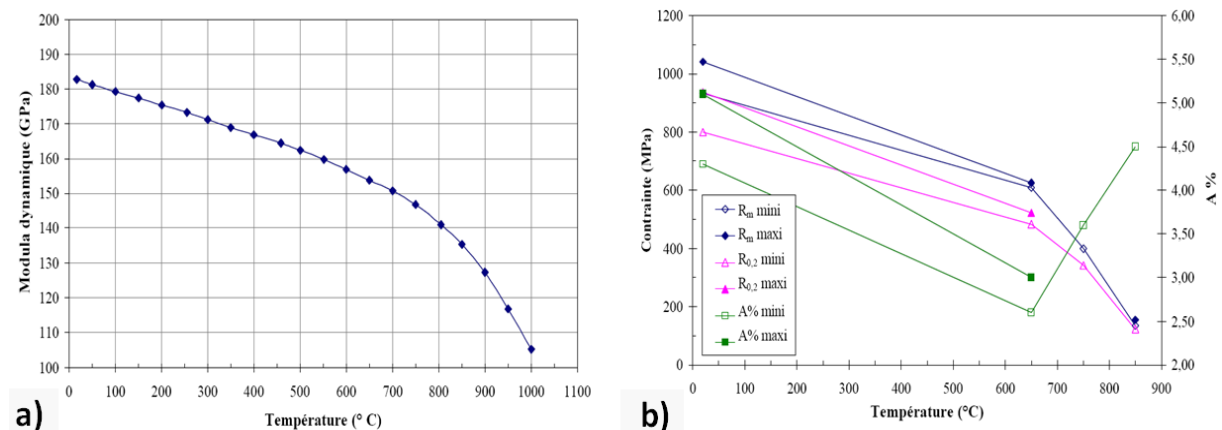 200
190
180
170
160
150
140
130
120
110
100
Modula dynamique (GPa)
0 100 200 300 400 500 600 700 800 900 1000 1100
Température (° C)
a)
1200
1000
800
600
400
200
0
Contrainte (MPa)
6.00
5.50
5.00
4.50
4.00
3.50
3.00
2.50
2.00
A %
Rm mini
Rm maxi
R0,2 mini
R0,2 maxi
A% mini
A% maxi
0 100 200 300 400 500 600 700 800 900
Température (°C)
b)